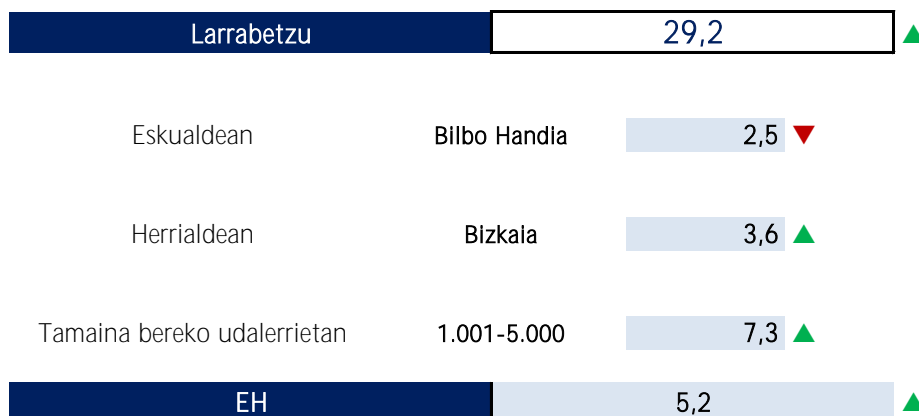 Larrabetzu 29,2 ▲
Eskualdean Bilbo Handia 2,5 ▼
Herrialdean Bizkaia 3,6 ▲
Tamaina bereko udalerrietan 1.001-5.000 7,3 ▲
EH 5,2 ▲